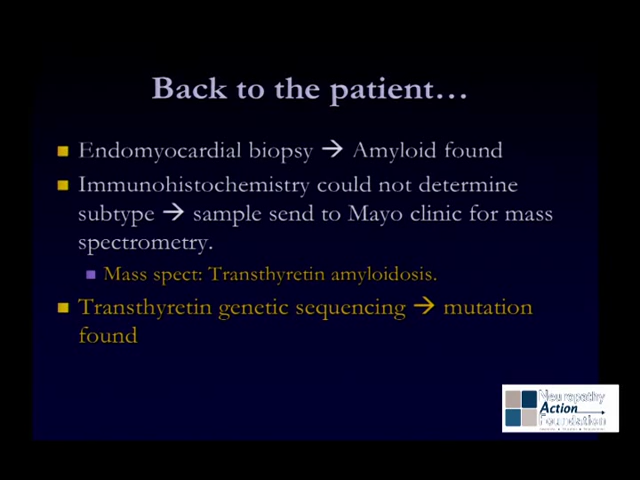 Back to the patient...
Endomyocardial biopsy → Amyloid found
Immunohistochemistry could not determine
subtype → sample send to Mayo clinic for mass
spectrometry.
Mass spect: Transthyretin amyloidosis.
Transthyretin genetic sequencing → mutation
found
Neuropathy
Action
Foundation